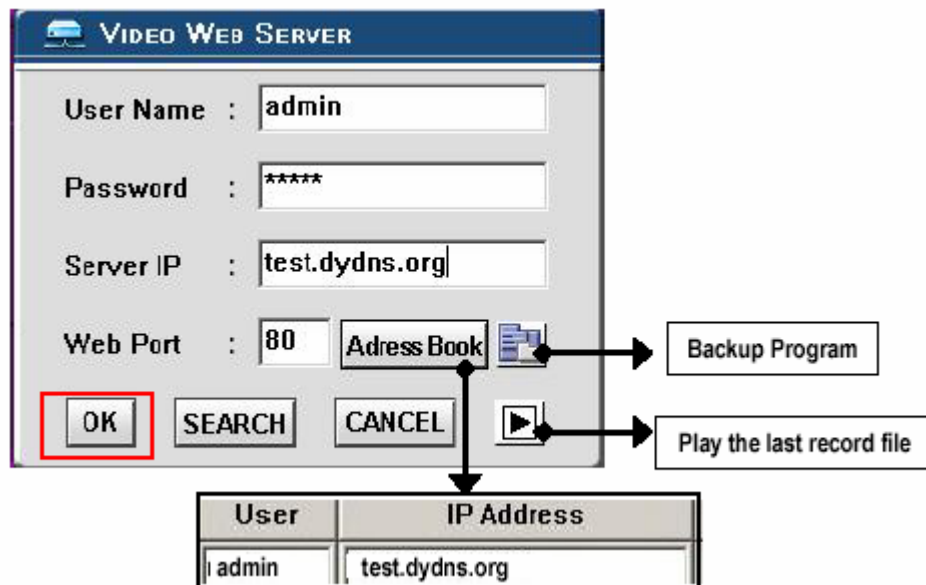 VIDEO WEB SERVER
User Name : admin
Password : *****
Server IP : test.dydns.org
Web Port : 80 Adress Book
Backup Program
OK SEARCH CANCEL
Play the last record file
User IP Address
admin test.dydns.org